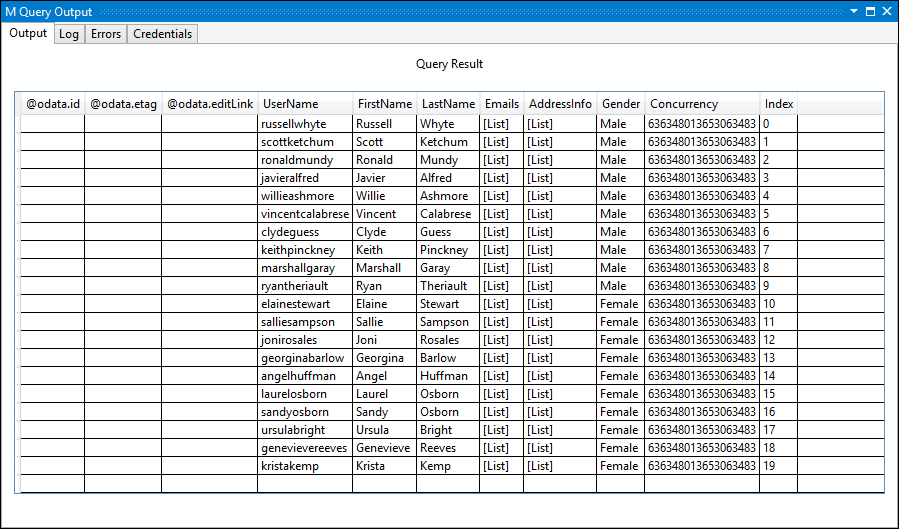 M Query Output
Output Log Errors Credentials
Query Result
@odata.id @odata.etag @odata.editLink UserName FirstName LastName Emails AddressInfo Gender Concurrency Index
russellwhyte Russell Whyte [List] [List] Male 636348013653063483 0
scottketchum Scott Ketchum [List] [List] Male 636348013653063483 1
ronaldmundy Ronald Mundy [List] [List] Male 636348013653063483 2
javieralfred Javier Alfred [List] [List] Male 636348013653063483 3
willieashmore Willie Ashmore [List] [List] Male 636348013653063483 4
vincentcalabrese Vincent Calabrese [List] [List] Male 636348013653063483 5
clydeguess Clyde Guess [List] [List] Male 636348013653063483 6
keithpinckney Keith Pinckney [List] [List] Male 636348013653063483 7
marshallgaray Marshall Garay [List] [List] Male 636348013653063483 8
ryantheriault Ryan Theriault [List] [List] Male 636348013653063483 9
elainestewart Elaine Stewart [List] [List] Female 636348013653063483 10
salliesampson Sallie Sampson [List] [List] Female 636348013653063483 11
jonirosales Joni Rosales [List] [List] Female 636348013653063483 12
georginabarlow Georgina Barlow [List] [List] Female 636348013653063483 13
angelhuffman Angel Huffman [List] [List] Female 636348013653063483 14
laurelosborn Laurel Osborn [List] [List] Female 636348013653063483 15
sandyosborn Sandy Osborn [List] [List] Female 636348013653063483 16
ursulabright Ursula Bright [List] [List] Female 636348013653063483 17
genevievereeves Genevieve Reeves [List] [List] Female 636348013653063483 18
kristakemp Krista Kemp [List] [List] Female 636348013653063483 19